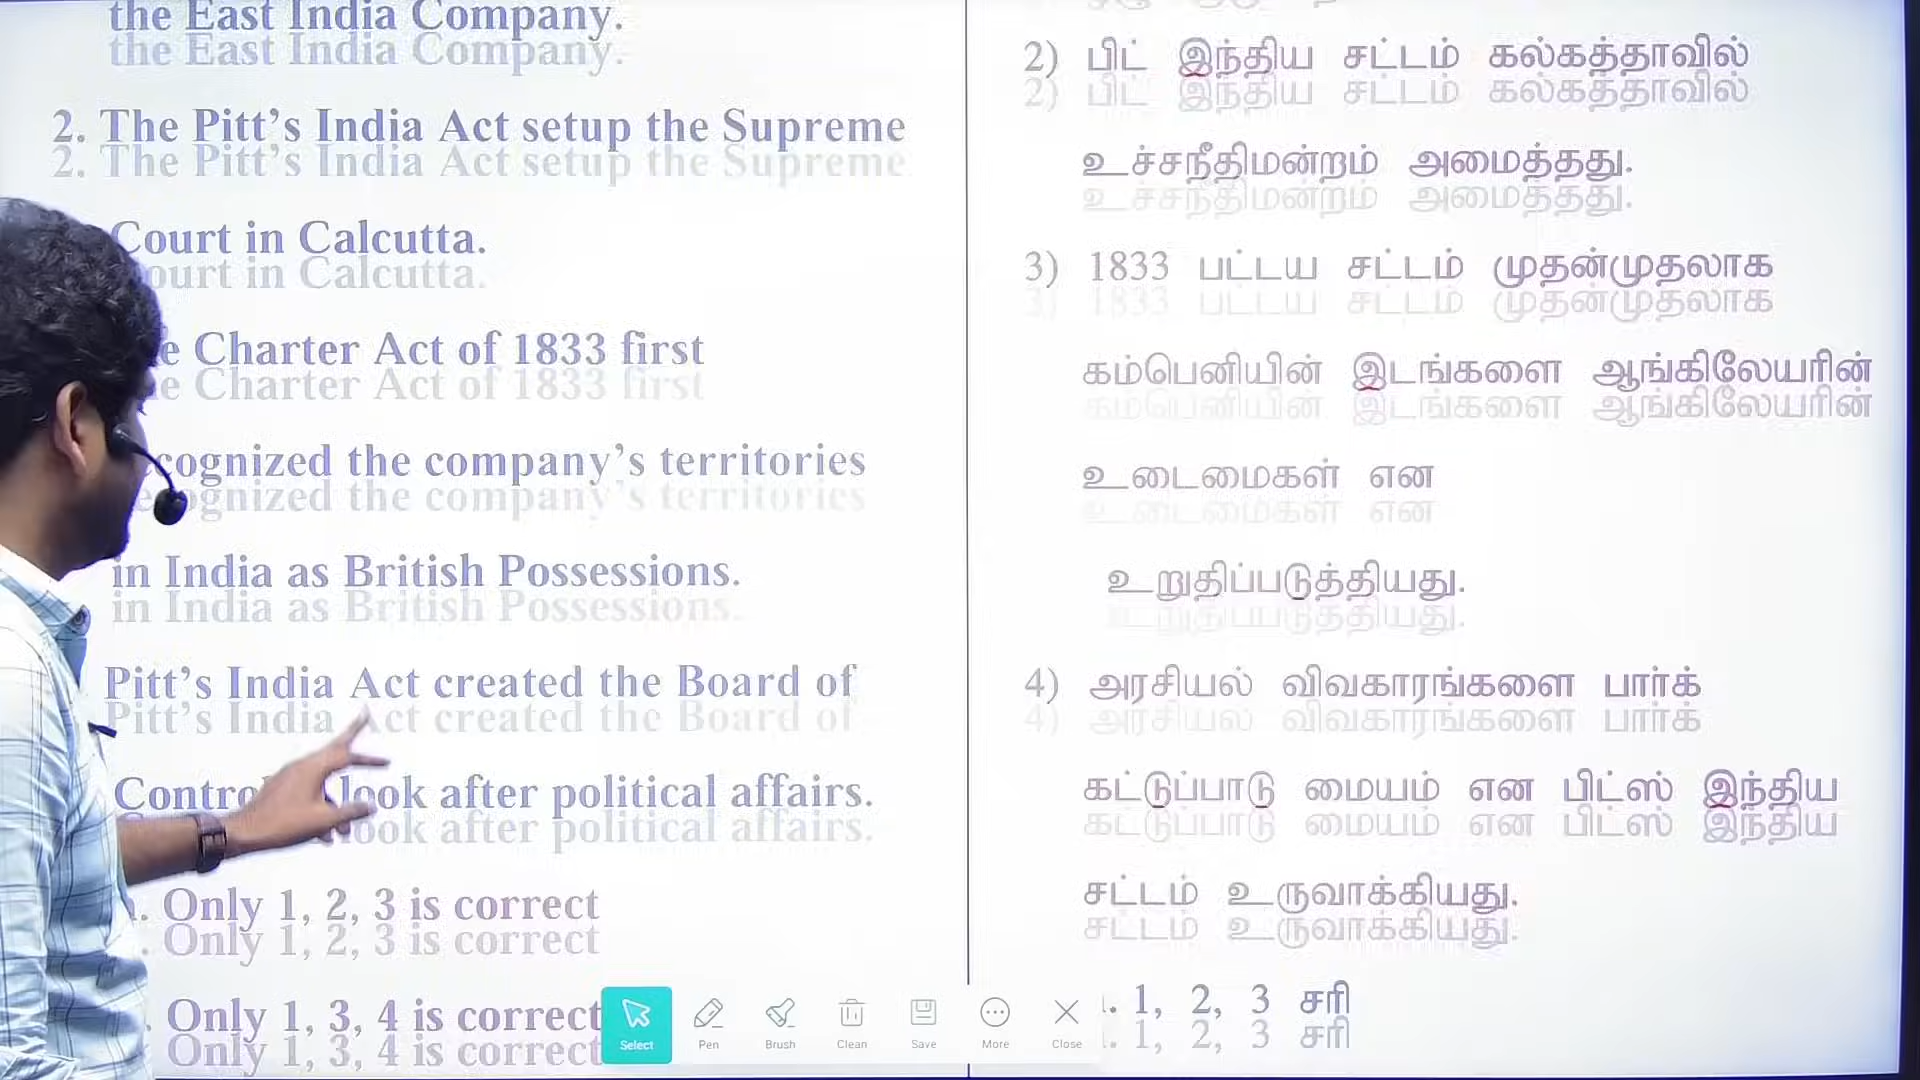 the East India Company.
2. The Pitt's India Act setup the Supreme
Court in Calcutta.
Charter Act of 1833 first
the company's territories
in India as British Possessions.
Pitt's India Act created the Board of
look after political affairs.
Only 1, 2, 3 is correct
Only 1, 3, 4 is correct
2) பிட் இந்திய சட்டம் கல்கத்தாவில்
உச்சநீதிமன்றம் அமைத்தது.
3) 1833 பட்டய சட்டம் முதன்முதலாக
கம்பெனியின் இடங்களை ஆங்கிலேயரின்
உடைமைகள் என
உறுதிப்படுத்தியது.
4) அரசியல் விவகாரங்களை பார்க்
கட்டுப்பாடு மையம் என பிட்ஸ் இந்திய
சட்டம் உருவாக்கியது.
1, 2, 3 சரி
Select Pen Brush Clean Save More Close